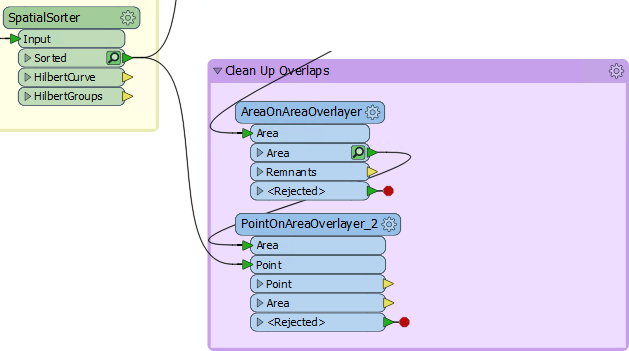 SpatialSorter
Input
Sorted
HilbertCurve
HilbertGroups
Clean Up Overlaps
AreaOnAreaOverlayer
Area
Area
Remnants
<Rejected>
PointOnAreaOverlayer_2
Area
Point
Point
Area
<Rejected>